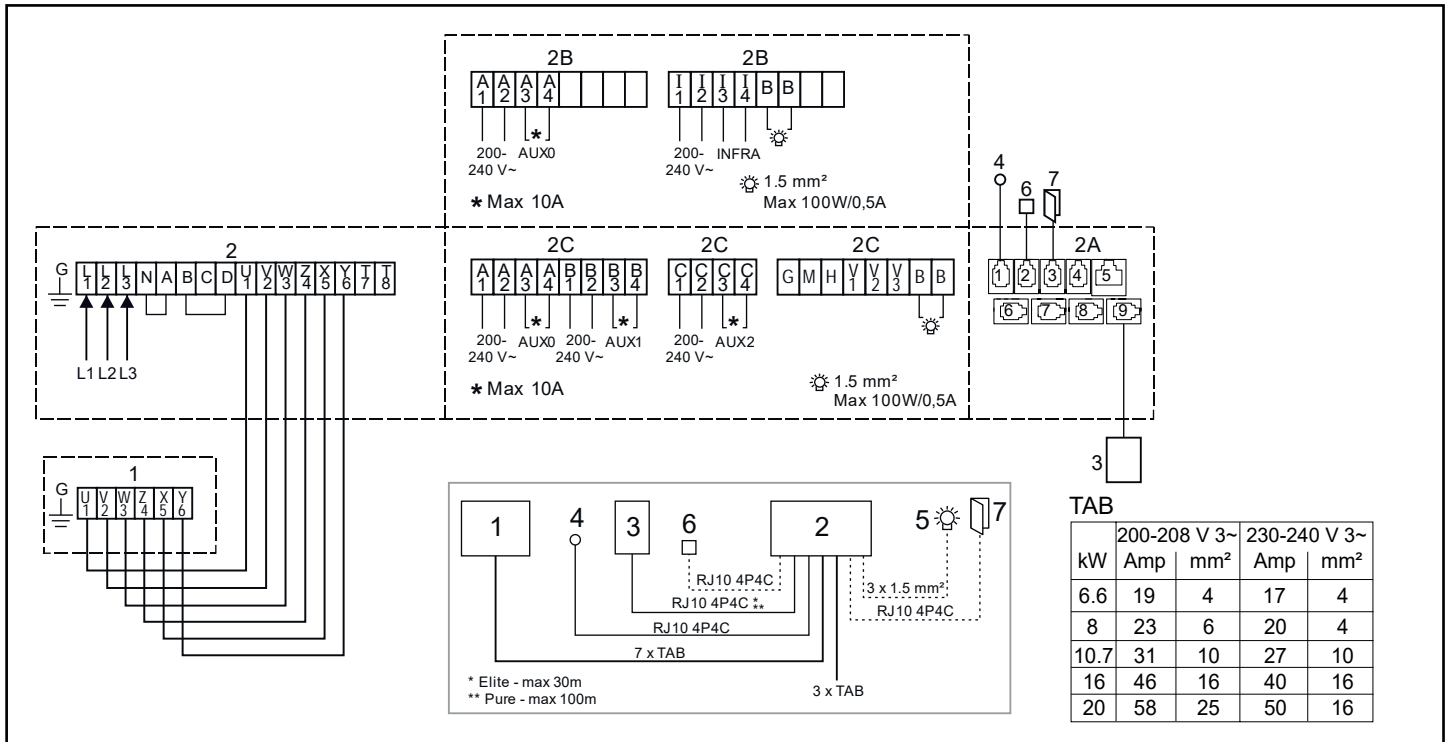 2B 2B
A1 A2 A3 A4
I1 I2 I3 I4 B B
*
200-240 V~ AUX0
200-240 V~ INFRA
* Max 10A
1.5 mm²
Max 100W/0,5A
2
G L1 L2 L3 N A B C D U1 V2 W3 Z4 X5 Y6 T7 T8
L1 L2 L3
2C 2C 2C
A1 A2 A3 A4 B1 B2 B3 B4
C1 C2 C3 C4
G M H V1 V2 V3 B B
* * *
200-240 V~ AUX0 200-240 V~ AUX1
200-240 V~ AUX2
* Max 10A
1.5 mm²
Max 100W/0,5A
4 6 7
2A
1 2 3 4 5
6 7 8 9
3
1
G U1 V2 W3 Z4 X5 Y6
1 4 3 6 2 5 7
RJ10 4P4C
3 x 1.5 mm²
RJ10 4P4C * **
RJ10 4P4C
RJ10 4P4C
7 x TAB
3 x TAB
* Elite - max 30m
** Pure - max 100m
TAB
200-208 V 3~ 230-240 V 3~
kW Amp mm² Amp mm²
6.6 19 4 17 4
8 23 6 20 4
10.7 31 10 27 10
16 46 16 40 16
20 58 25 50 16